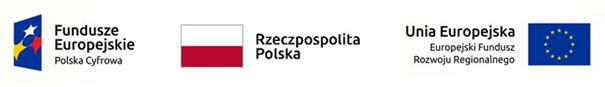 Fundusze
Europejskie
Polska Cyfrowa
Rzeczpospolita
Polska
Unia Europejska
Europejski Fundusz
Rozwoju Regionalnego